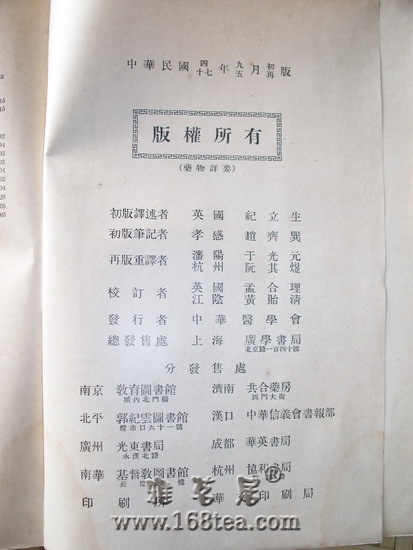 中華民國四十七年九五月初再版
版權所有
(藥物詳要)
初版譯述者 英國 紀立生
初版筆記者 孝感 趙齊巽
再版重譯者 瀋陽 于光元
杭州 阮其煜
校訂者 英國 孟合理
江陰 黃貽清
發行者 中華醫學會
總發售處 上海 廣學書局
北京路一百四十號
分發售處
南京 教育圖書館 濟南 共合藥房
城內北門橋 西門大街
北平 郭紀雲圖書館 漢口 中華信義會書報部
燈市口六十一號
廣州 光東書局 成都 華英書局
永漢北路
南華 基督教圖書館 杭州 協和書局
印刷 華 印刷局
雅茗居®
www.168tea.com